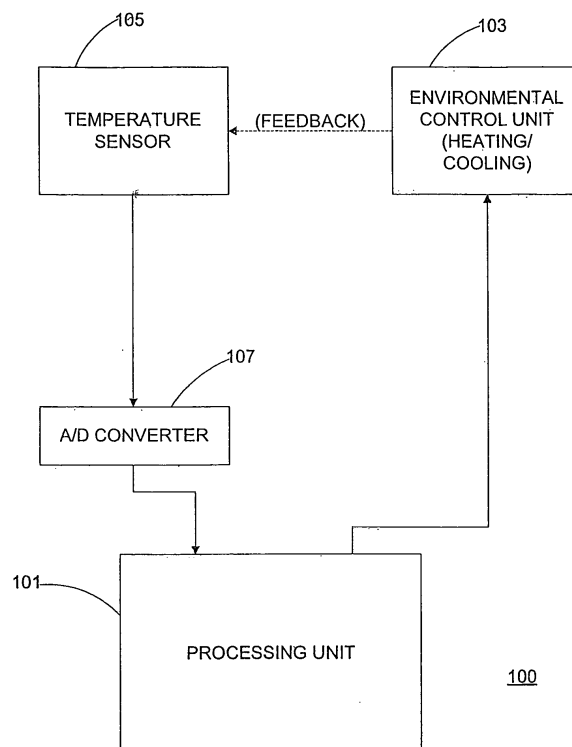 105
103
TEMPERATURE
SENSOR
(FEEDBACK)
ENVIRONMENTAL
CONTROL UNIT
(HEATING/
COOLING)
107
A/D CONVERTER
101
PROCESSING UNIT
100